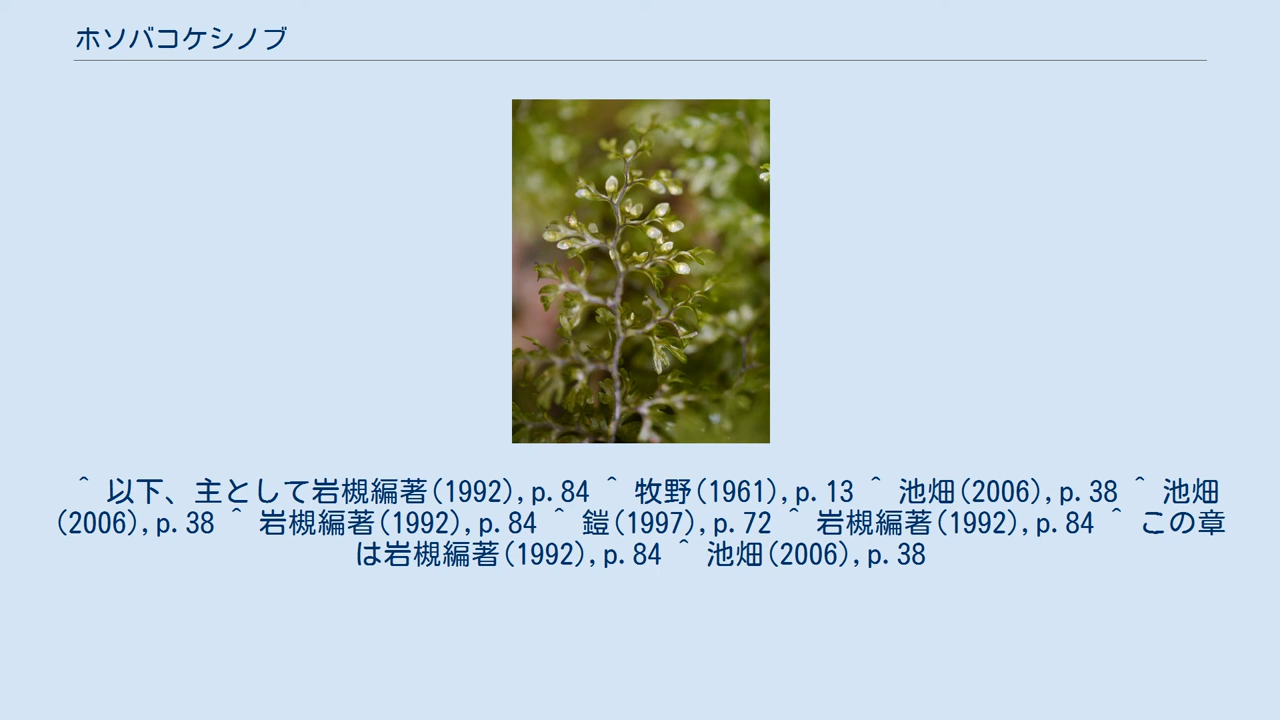 ホソバコケシノブ
^ 以下、主として岩槻編著(1992),p.84 ^ 牧野(1961),p.13 ^ 池畑(2006),p.38 ^ 池畑
(2006),p.38 ^ 岩槻編著(1992),p.84 ^ 鎧(1997),p.72 ^ 岩槻編著(1992),p.84 ^ この章
は岩槻編著(1992),p.84 ^ 池畑(2006),p.38